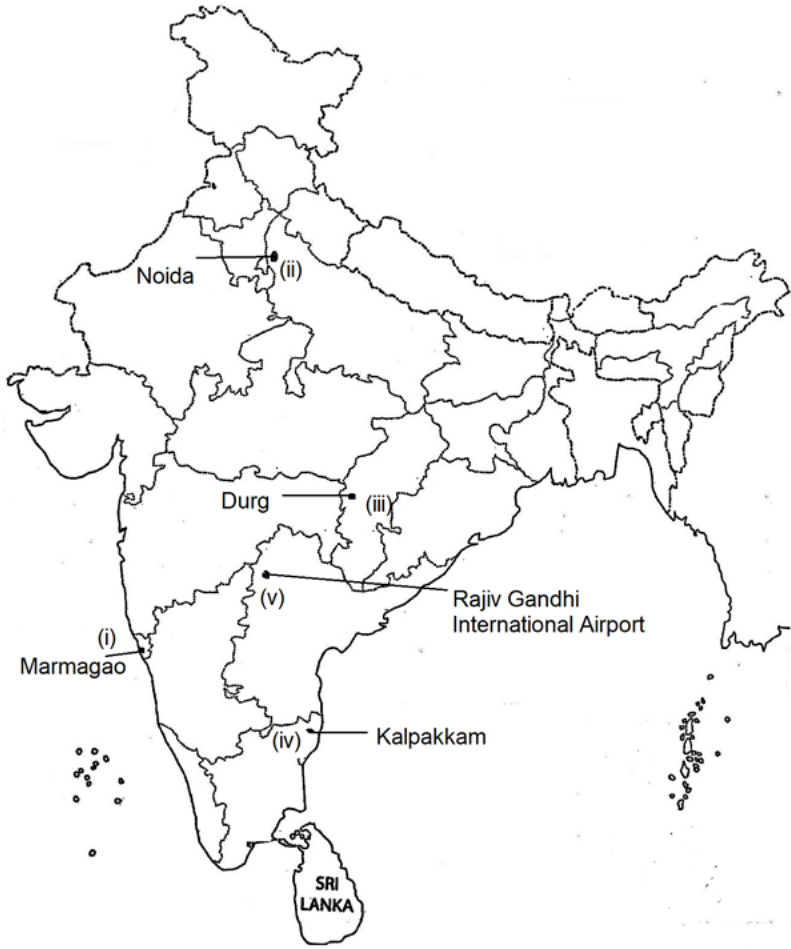 Noida
(ii)
Durg
(iii)
(v)
Rajiv Gandhi
International Airport
(i)
Marmagao
(iv)
Kalpakkam
SRI
LANKA